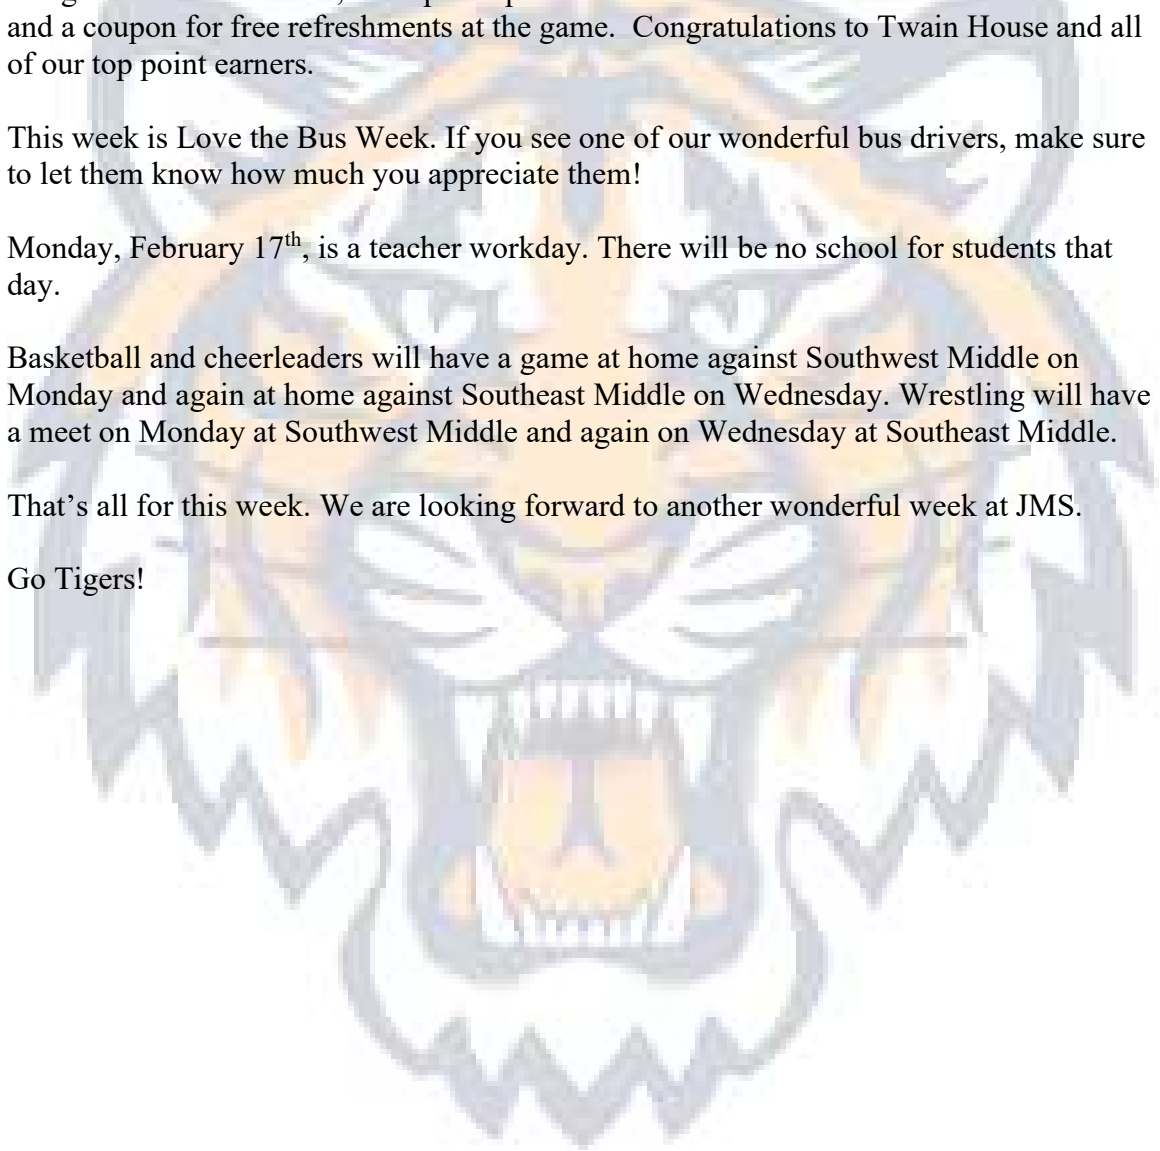 and a coupon for free refreshments at the game.  Congratulations to Twain House and all
of our top point earners.
This week is Love the Bus Week. If you see one of our wonderful bus drivers, make sure
to let them know how much you appreciate them!
Monday, February 17th, is a teacher workday. There will be no school for students that
day.
Basketball and cheerleaders will have a game at home against Southwest Middle on
Monday and again at home against Southeast Middle on Wednesday. Wrestling will have
a meet on Monday at Southwest Middle and again on Wednesday at Southeast Middle.
That’s all for this week. We are looking forward to another wonderful week at JMS.
Go Tigers!